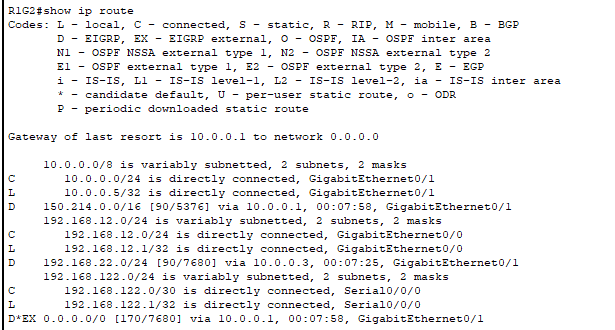 R1G2#show ip route
Codes: L - local, C - connected, S - static, R - RIP, M - mobile, B - BGP
D - EIGRP, EX - EIGRP external, O - OSPF, IA - OSPF inter area
N1 - OSPF NSSA external type 1, N2 - OSPF NSSA external type 2
E1 - OSPF external type 1, E2 - OSPF external type 2, E - EGP
i - IS-IS, L1 - IS-IS level-1, L2 - IS-IS level-2, ia - IS-IS inter area
* - candidate default, U - per-user static route, o - ODR
P - periodic downloaded static route
Gateway of last resort is 10.0.0.1 to network 0.0.0.0
10.0.0.0/8 is variably subnetted, 2 subnets, 2 masks
C 10.0.0.0/24 is directly connected, GigabitEthernet0/1
L 10.0.0.5/32 is directly connected, GigabitEthernet0/1
D 150.214.0.0/16 [90/5376] via 10.0.0.1, 00:07:58, GigabitEthernet0/1
192.168.12.0/24 is variably subnetted, 2 subnets, 2 masks
C 192.168.12.0/24 is directly connected, GigabitEthernet0/0
L 192.168.12.1/32 is directly connected, GigabitEthernet0/0
D 192.168.22.0/24 [90/7680] via 10.0.0.3, 00:07:25, GigabitEthernet0/1
192.168.122.0/24 is variably subnetted, 2 subnets, 2 masks
C 192.168.122.0/30 is directly connected, Serial0/0/0
L 192.168.122.1/32 is directly connected, Serial0/0/0
D*EX 0.0.0.0/0 [170/7680] via 10.0.0.1, 00:07:58, GigabitEthernet0/1